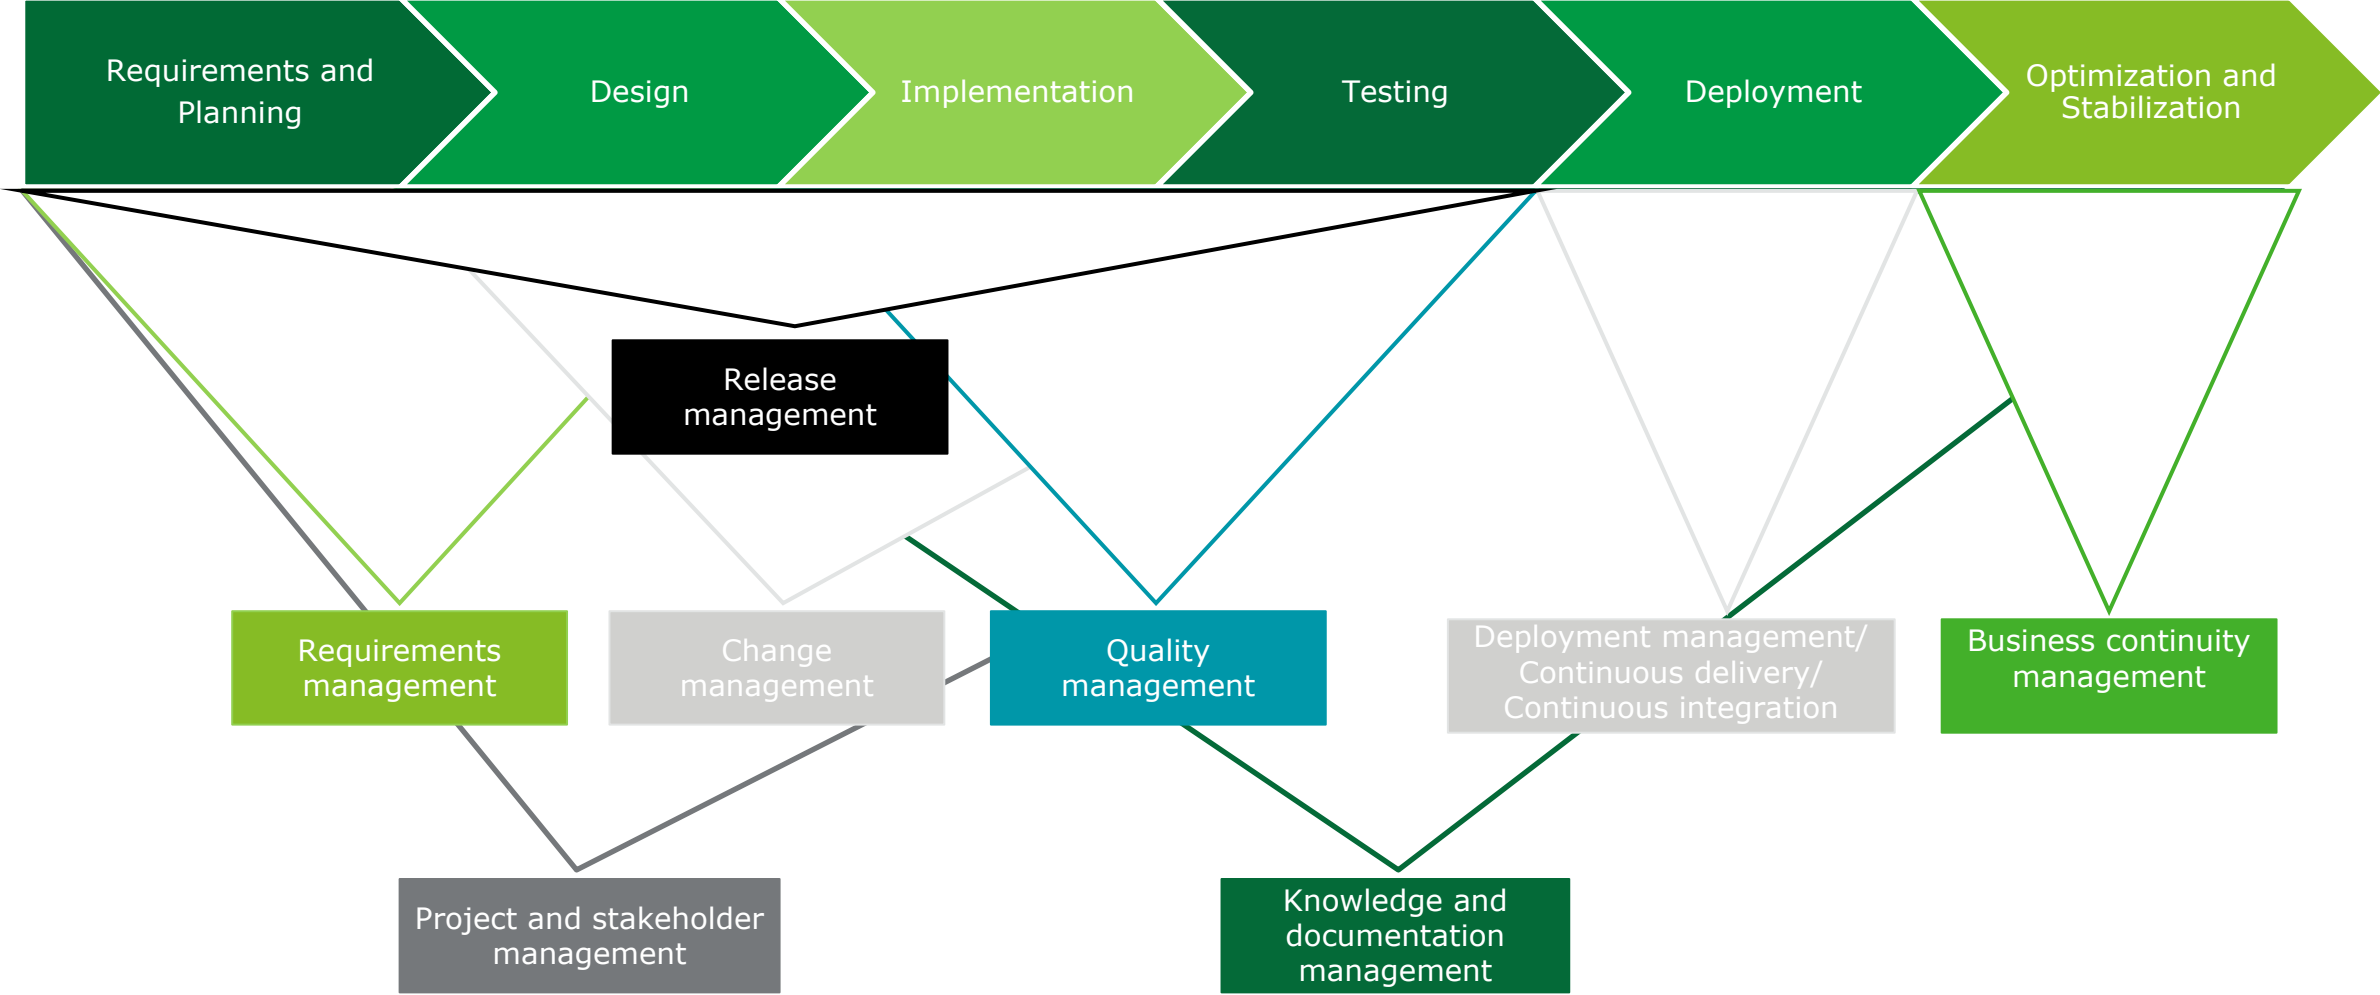 Requirements and
Planning
Design
Implementation
Testing
Deployment
Optimization and
Stabilization
Release
management
Requirements
management
Change
management
Quality
management
Deployment management/
Continuous delivery/
Continuous integration
Business continuity
management
Project and stakeholder
management
Knowledge and
documentation
management